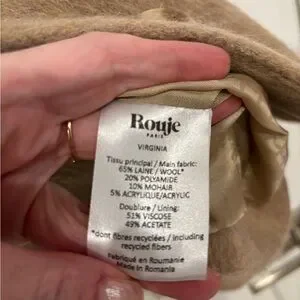 Rouje
PARIS
VIRGINIA
Tissu principal / Main fabric:
65% LAINE / WOOL*
20% POLYAMIDE
10% MOHAIR
5% ACRYLIQUE/ACRYLIC
Doublure / Lining:
51% VISCOSE
49% ACETATE
*dont fibres recyclées / including
recycled fibers
Fabriqué en Roumanie
Made in Romania